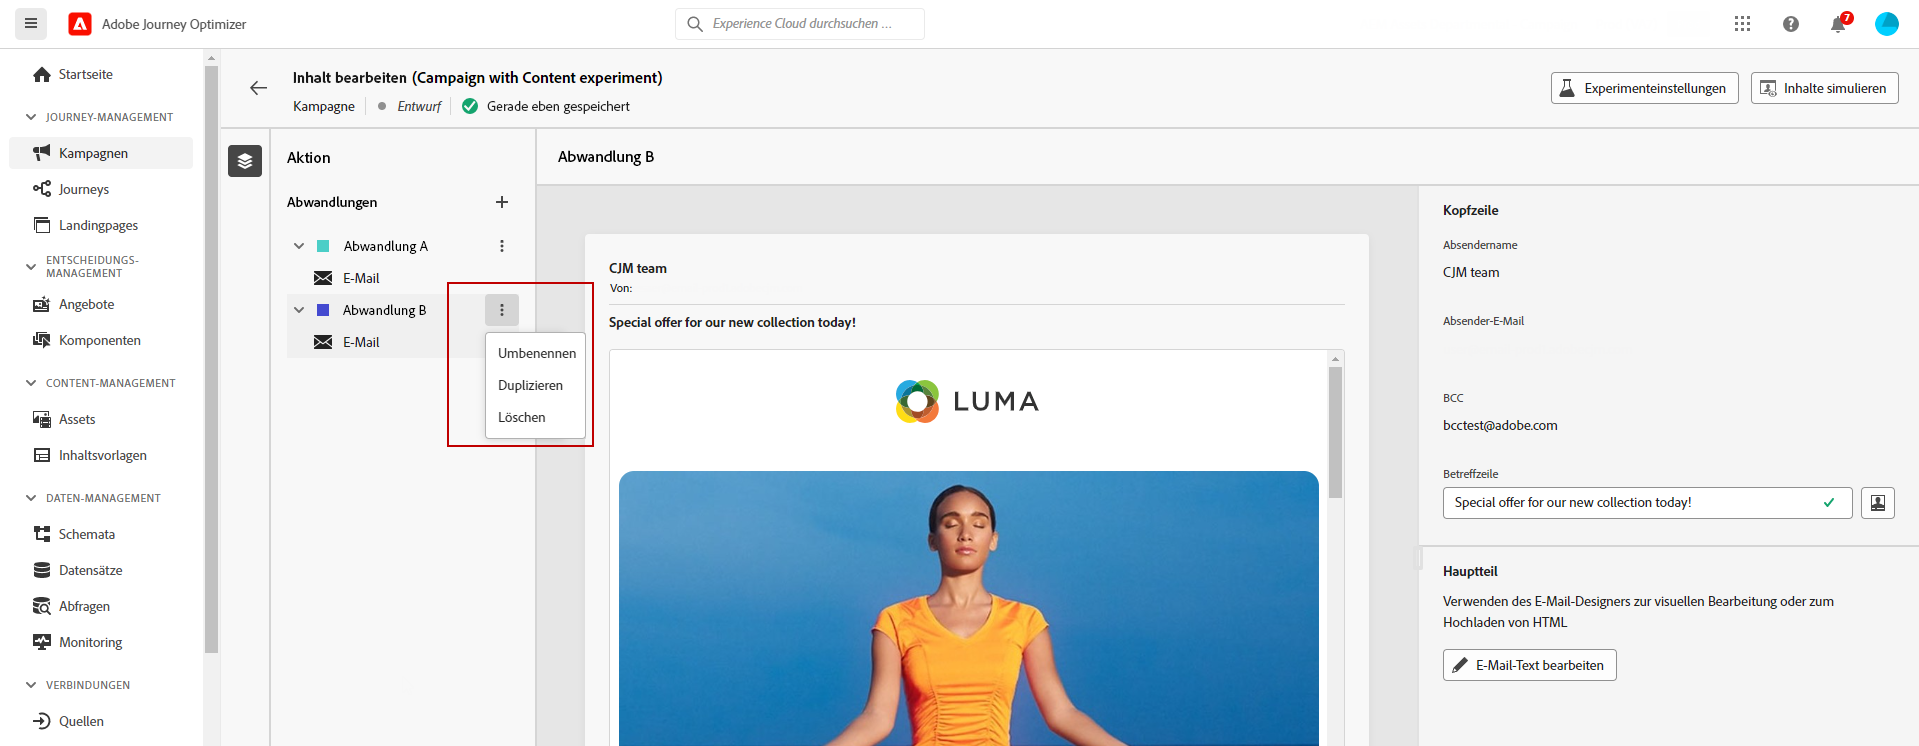 Adobe Journey Optimizer
Experience Cloud durchsuchen ...
7
Startseite
JOURNEY-MANAGEMENT
Kampagnen
Journeys
Landingpages
ENTSCHEIDUNGS-
MANAGEMENT
Angebote
Komponenten
CONTENT-MANAGEMENT
Assets
Inhaltsvorlagen
DATEN-MANAGEMENT
Schemata
Datensätze
Abfragen
Monitoring
VERBINDUNGEN
Quellen
Inhalt bearbeiten (Campaign with Content experiment)
Kampagne
Entwurf
Gerade eben gespeichert
Experimenteinstellungen
Inhalte simulieren
Aktion
Abwandlungen
Abwandlung A
E-Mail
Abwandlung B
E-Mail
Umbenennen
Duplizieren
Löschen
Abwandlung B
CJM team
Von:
Special offer for our new collection today!
LUMA
Kopfzeile
Absendername
CJM team
Absender-E-Mail
BCC
bcctest@adobe.com
Betreffzeile
Special offer for our new collection today!
Hauptteil
Verwenden des E-Mail-Designers zur visuellen Bearbeitung oder zum
Hochladen von HTML
E-Mail-Text bearbeiten